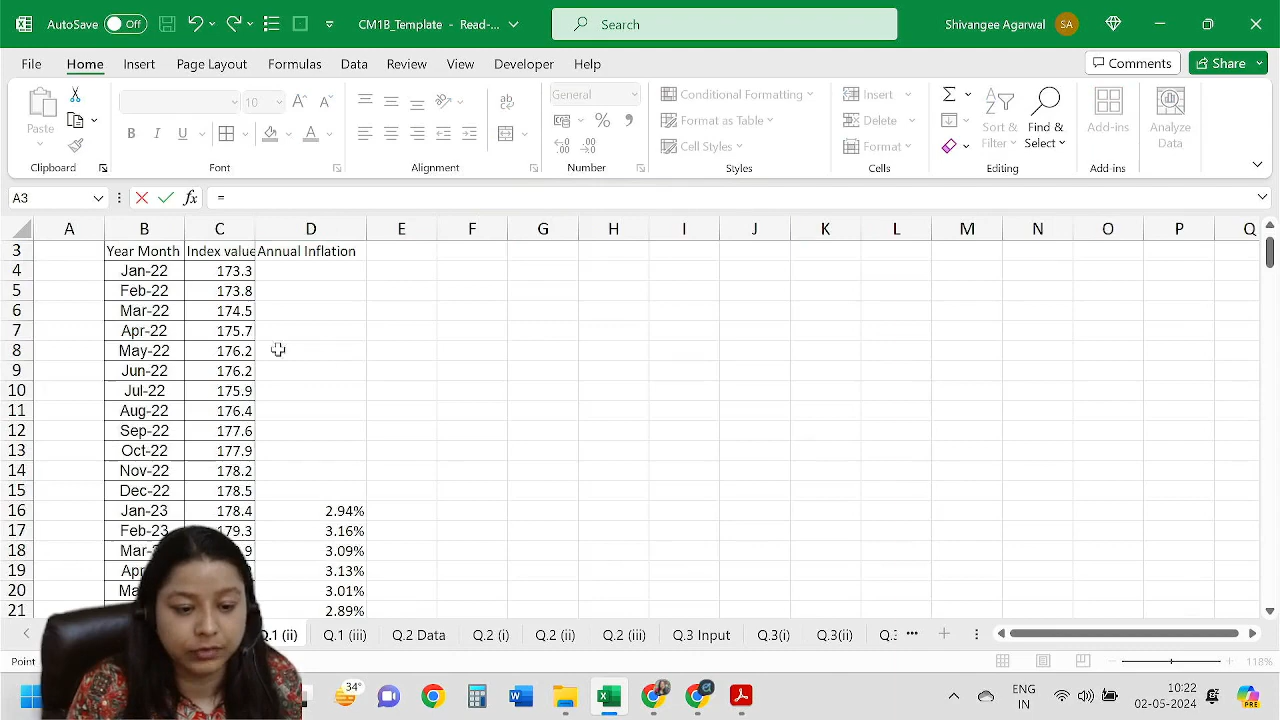 AutoSave Off CM1B_Template - Read-... Search Shrangee Agarwal SA
File Home Insert Page Layout Formulas Data Review View Developer Help Comments Share
Paste General Conditional Formatting Insert
10 Format as Table Delete Sort & Filter Find & Select Add-ins Analyze Data
B I U Cell Styles Format
Clipboard Font Alignment Number Styles Cells Editing Add-ins
A3 fx =
A B C D E F G H I J K L M N O P Q
3 Year Month Index value Annual Inflation
4 Jan-22 173.3
5 Feb-22 173.8
6 Mar-22 174.5
7 Apr-22 175.7
8 May-22 176.2
9 Jun-22 176.2
10 Jul-22 175.9
11 Aug-22 176.4
12 Sep-22 177.6
13 Oct-22 177.9
14 Nov-22 178.2
15 Dec-22 178.5
16 Jan-23 178.4 2.94%
17 Feb-23 179.3 3.16%
18 Mar- 9 3.09%
19 Apr 3.13%
20 Ma 3.01%
21 2.89%
Q.1 (ii) Q.1 (iii) Q.2 Data Q.2 (i) Q.2 (ii) Q.2 (iii) Q.3 Input Q.3(i) Q.3(ii) Q.:
Point 118%
34° ENG 10:22
IN 02-05-2024 PRE